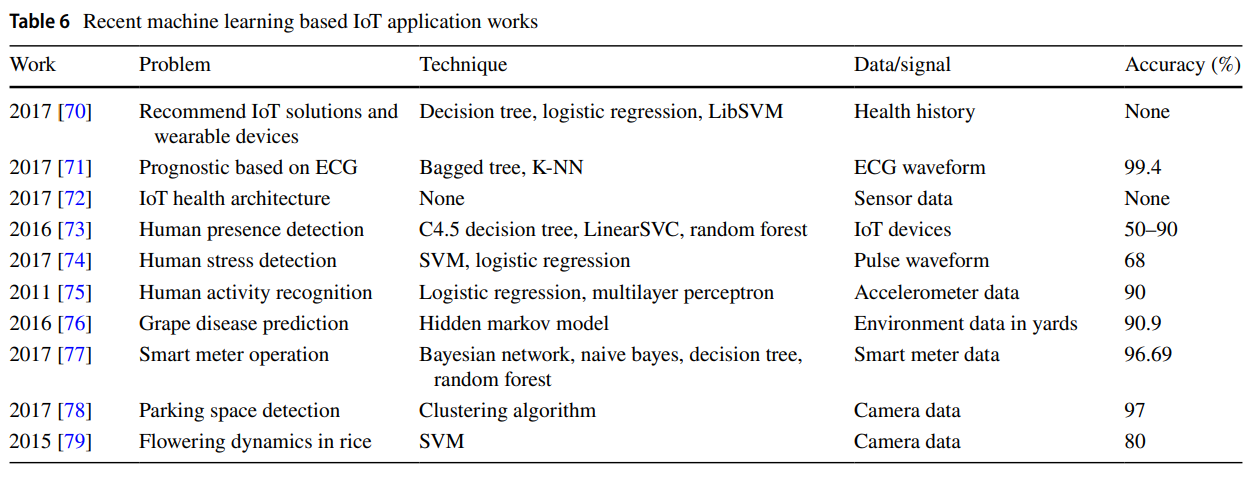 Table 6 Recent machine learning based IoT application works
Work Problem Technique Data/signal Accuracy (%)
2017 [70] Recommend IoT solutions and Decision tree, logistic regression, LibSVM Health history None
wearable devices
2017 [71] Prognostic based on ECG Bagged tree, K-NN ECG waveform 99.4
2017 [72] IoT health architecture None Sensor data None
2016 [73] Human presence detection C4.5 decision tree, LinearSVC, random forest IoT devices 50–90
2017 [74] Human stress detection SVM, logistic regression Pulse waveform 68
2011 [75] Human activity recognition Logistic regression, multilayer perceptron Accelerometer data 90
2016 [76] Grape disease prediction Hidden markov model Environment data in yards 90.9
2017 [77] Smart meter operation Bayesian network, naive bayes, decision tree, Smart meter data 96.69
random forest
2017 [78] Parking space detection Clustering algorithm Camera data 97
2015 [79] Flowering dynamics in rice SVM Camera data 80